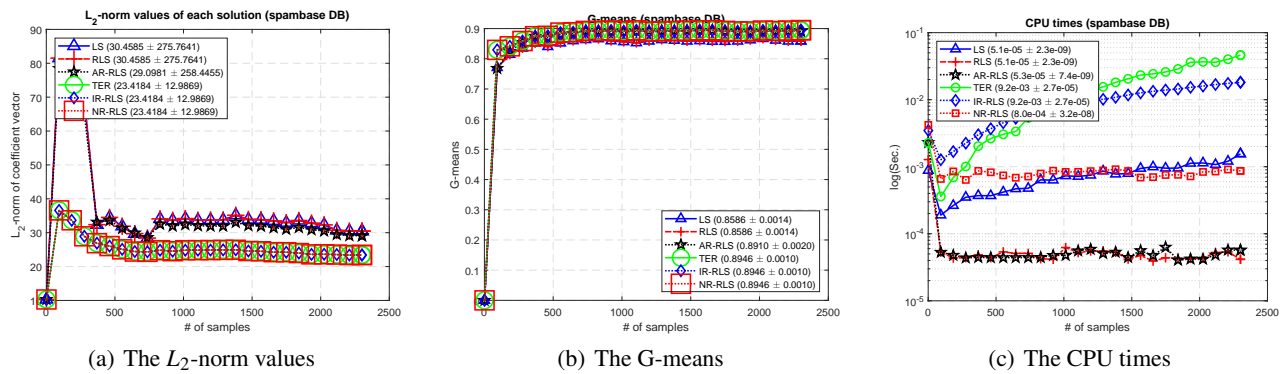 L2-norm values of each solution (spambase DB)
L2-norm of coefficient vector
90
80
70
60
50
40
30
20
10
LS (30.4585 ± 275.7641)
RLS (30.4585 ± 275.7641)
AR-RLS (29.0981 ± 258.4455)
TER (23.4184 ± 12.9869)
IR-RLS (23.4184 ± 12.9869)
NR-RLS (23.4184 ± 12.9869)
0 500 1000 1500 2000 2500
# of samples
(a) The L2-norm values
G-means (spambase DB)
G-means
0.9
0.8
0.7
0.6
0.5
0.4
0.3
0.2
0.1
0
LS (0.8586 ± 0.0014)
RLS (0.8586 ± 0.0014)
AR-RLS (0.8910 ± 0.0020)
TER (0.8946 ± 0.0010)
IR-RLS (0.8946 ± 0.0010)
NR-RLS (0.8946 ± 0.0010)
0 500 1000 1500 2000 2500
# of samples
(b) The G-means
CPU times (spambase DB)
log(Sec.)
10^-1
10^-2
10^-3
10^-4
10^-5
LS (5.1e-05 ± 2.3e-09)
RLS (5.1e-05 ± 2.3e-09)
AR-RLS (5.3e-05 ± 7.4e-09)
TER (9.2e-03 ± 2.7e-05)
IR-RLS (9.2e-03 ± 2.7e-05)
NR-RLS (8.0e-04 ± 3.2e-08)
0 500 1000 1500 2000 2500
# of samples
(c) The CPU times